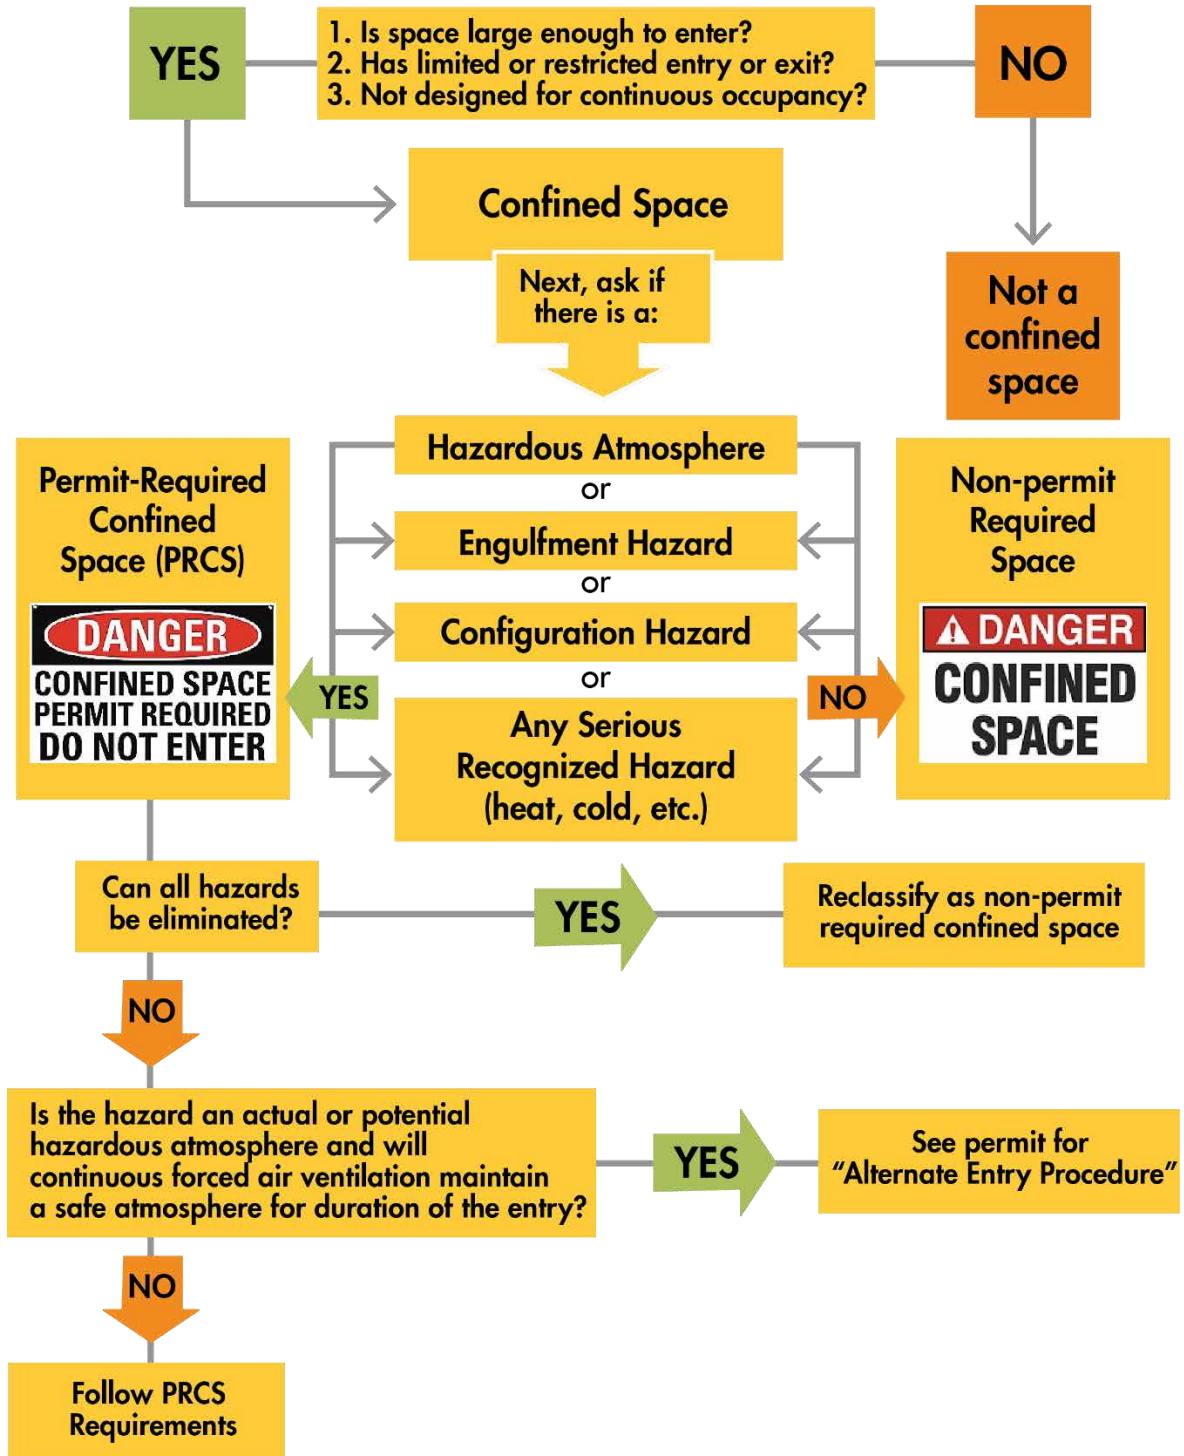 YES
1. Is space large enough to enter?
2. Has limited or restricted entry or exit?
3. Not designed for continuous occupancy?
NO
Confined Space
Next, ask if
there is a:
Not a
confined
space
Hazardous Atmosphere
or
Engulfment Hazard
or
Configuration Hazard
or
Any Serious
Recognized Hazard
(heat, cold, etc.)
Permit-Required
Confined
Space (PRCS)
DANGER
CONFINED SPACE
PERMIT REQUIRED
DO NOT ENTER
YES
NO
Non-permit
Required
Space
DANGER
CONFINED
SPACE
Can all hazards
be eliminated?
YES
Reclassify as non-permit
required confined space
NO
Is the hazard an actual or potential
hazardous atmosphere and will
continuous forced air ventilation maintain
a safe atmosphere for duration of the entry?
YES
See permit for
“Alternate Entry Procedure”
NO
Follow PRCS
Requirements